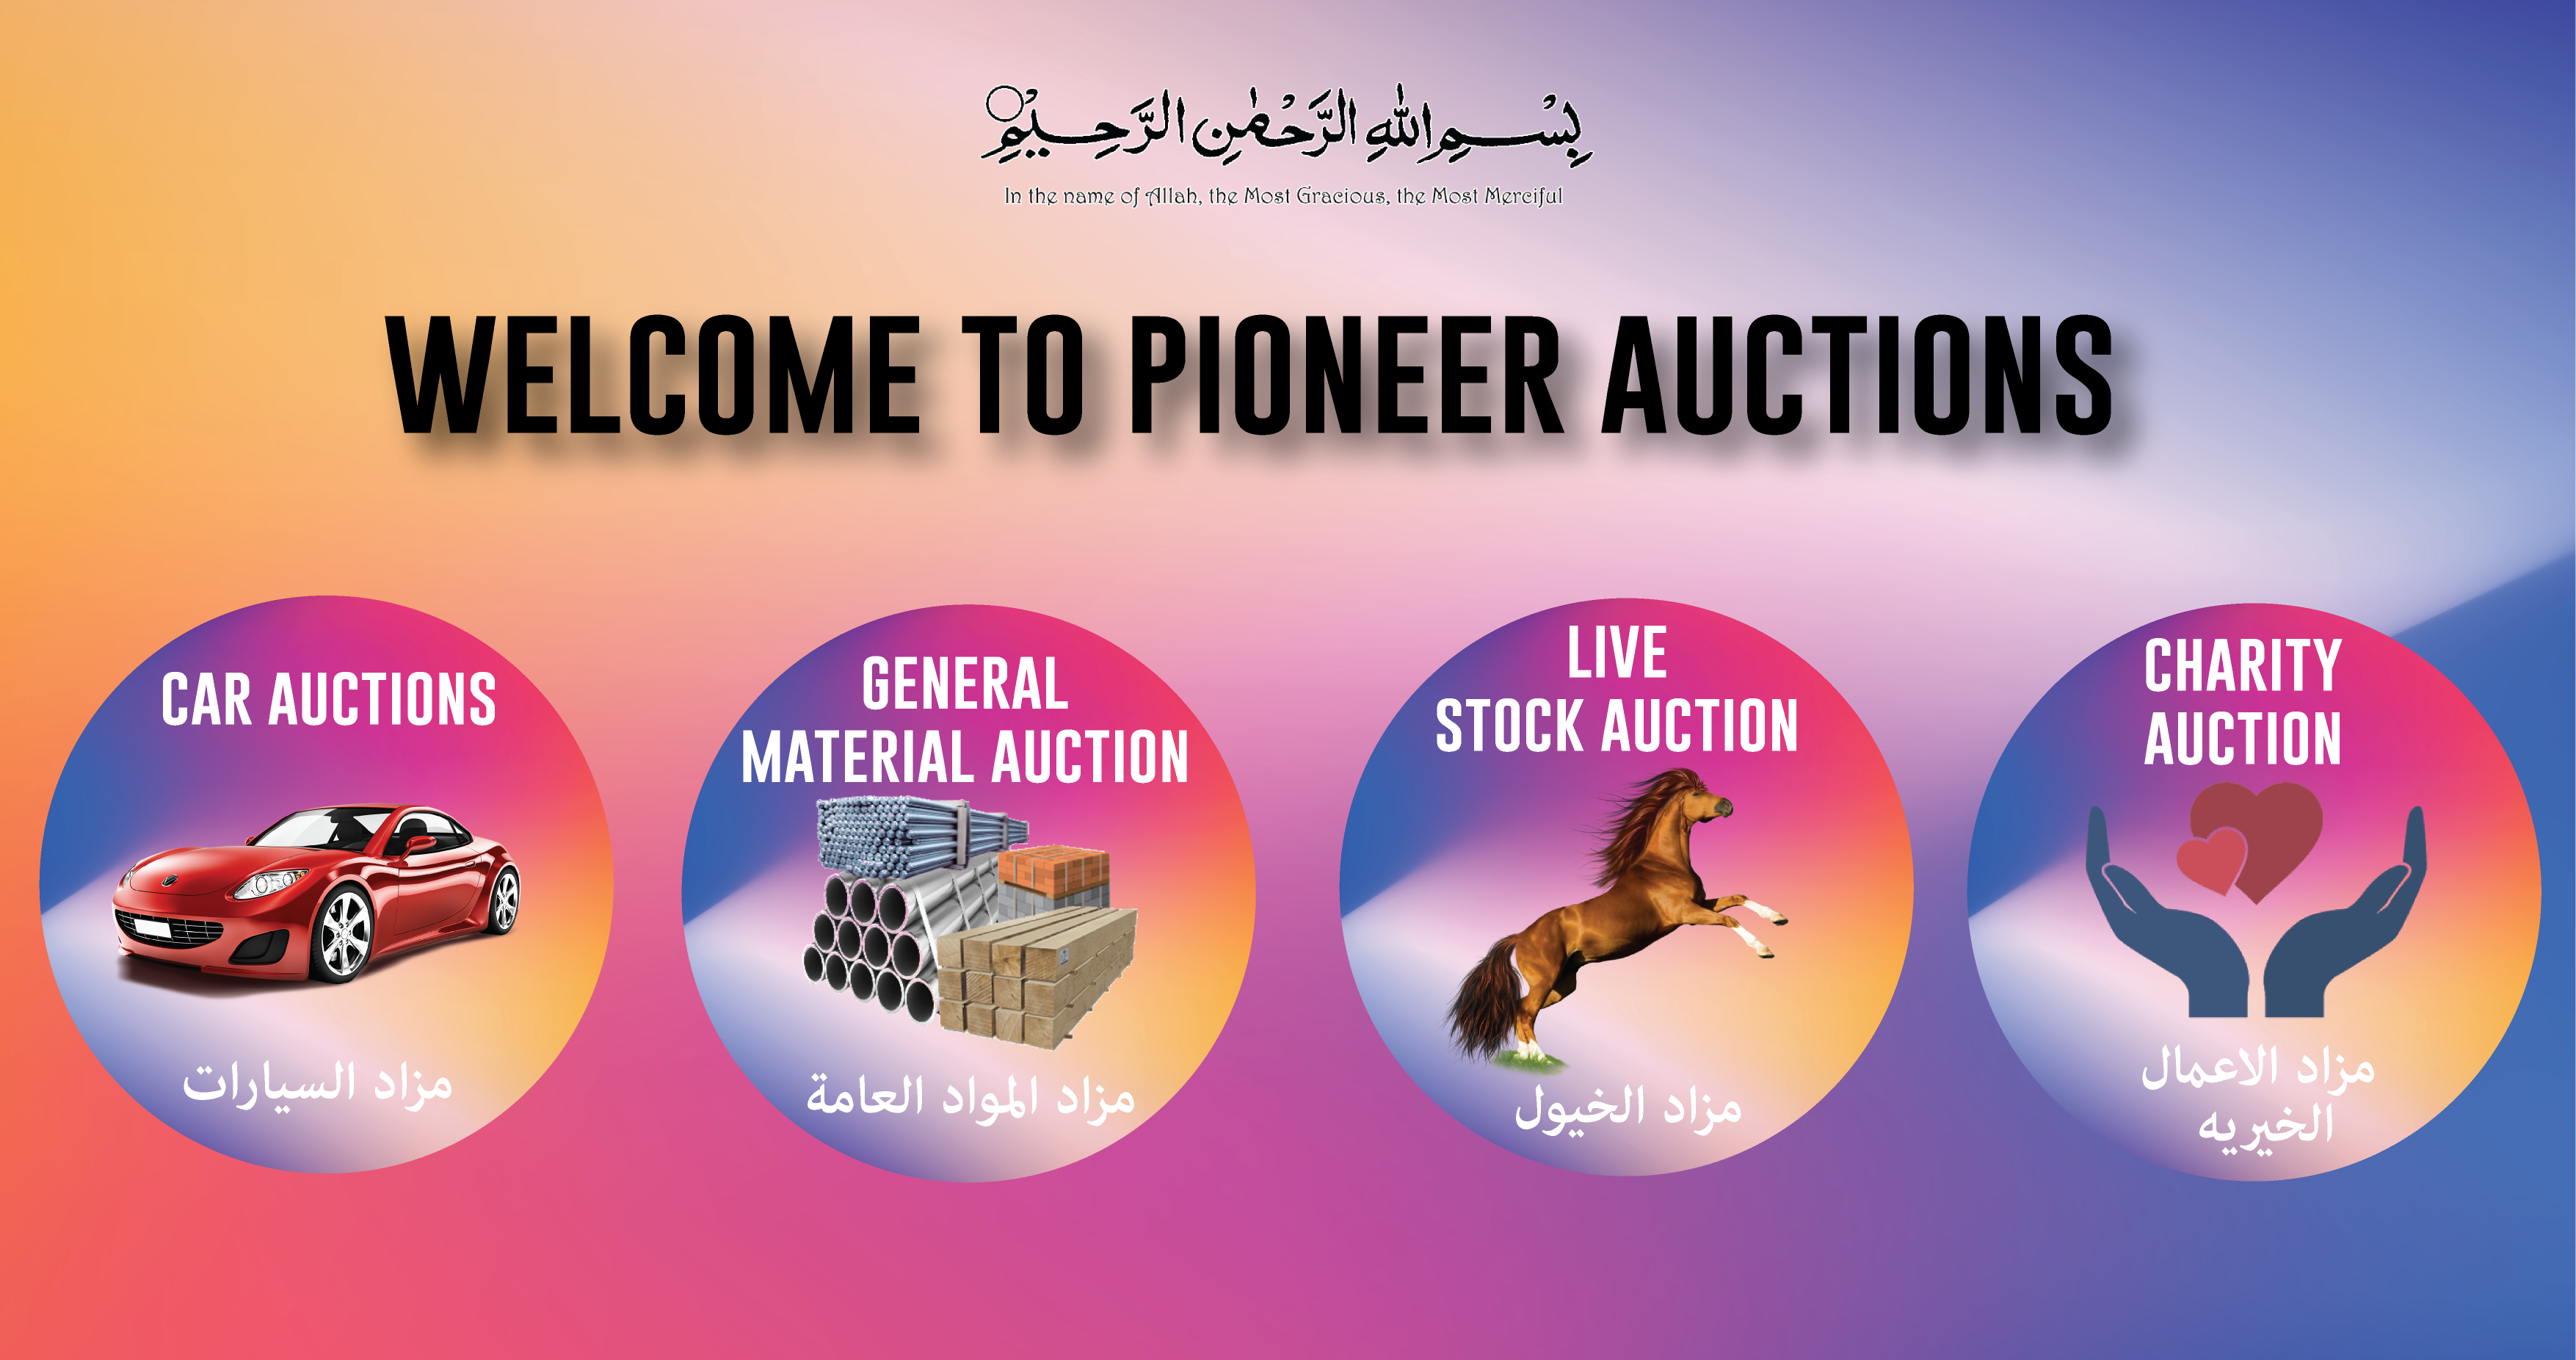 بِسْمِ اللهِ الرَّحْمٰنِ الرَّحِيْمِ
In the name of Allah, the Most Gracious, the Most Merciful
WELCOME TO PIONEER AUCTIONS
CAR AUCTIONS
مزاد السيارات
GENERAL
MATERIAL AUCTION
مزاد المواد العامة
LIVE
STOCK AUCTION
مزاد الخيول
CHARITY
AUCTION
مزاد الاعمال
الخيريه